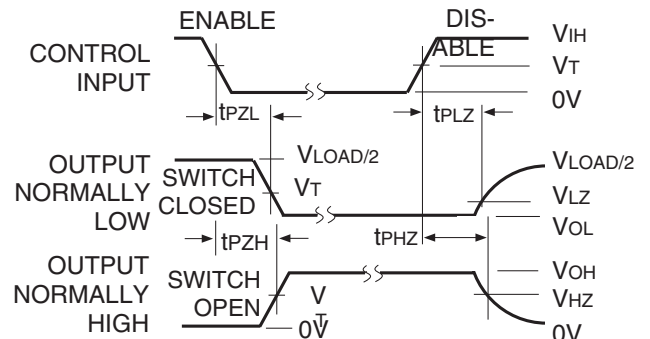 ENABLE
DIS-
ABLE
CONTROL
INPUT
VIH
VT
0V
tPZL
tPLZ
OUTPUT
NORMALLY
LOW
SWITCH
CLOSED
VLOAD/2
VT
VLOAD/2
VLZ
VOL
tPZH
tPHZ
OUTPUT
NORMALLY
HIGH
SWITCH
OPEN
V
T
0V
VOH
VHZ
0V